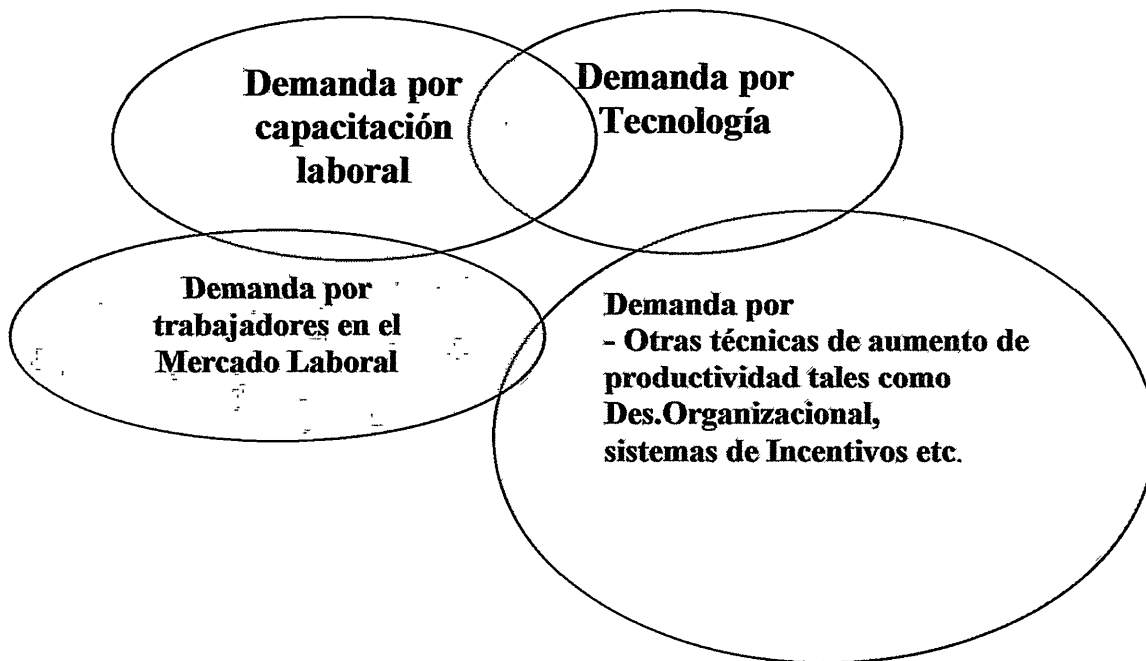 Demanda por
capacitación
laboral
Demanda por
Tecnología
Demanda por
trabajadores en el
Mercado Laboral
Demanda por
- Otras técnicas de aumento de
productividad tales como
Des.Organizacional,
sistemas de Incentivos etc.